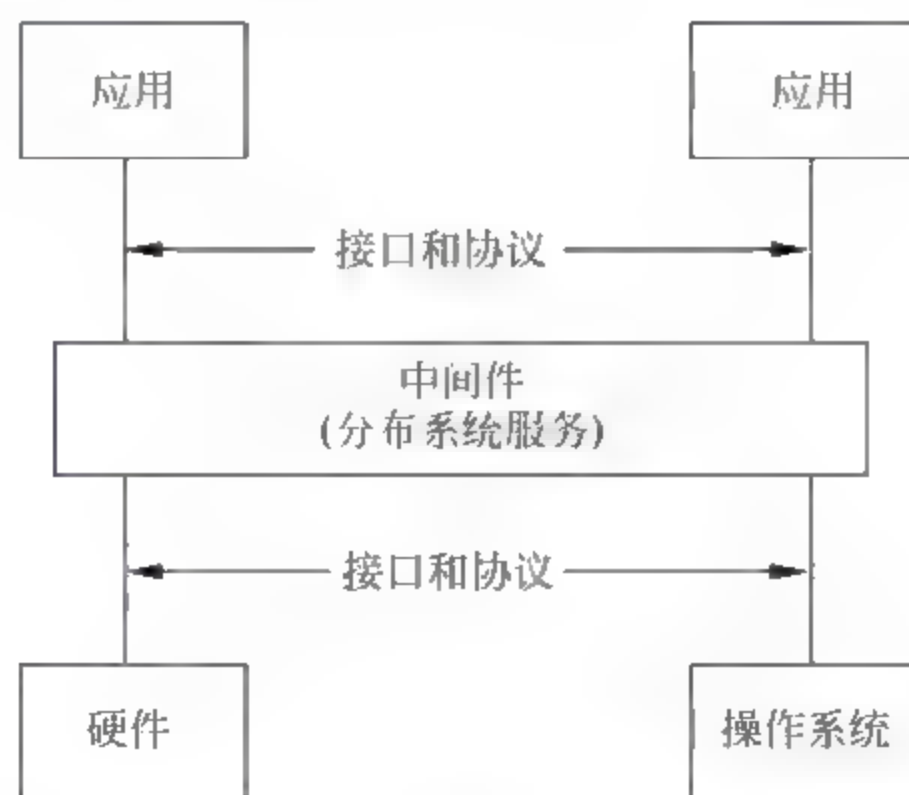 应用
应用
接口和协议
中间件
(分布系统服务)
接口和协议
硬件
操作系统